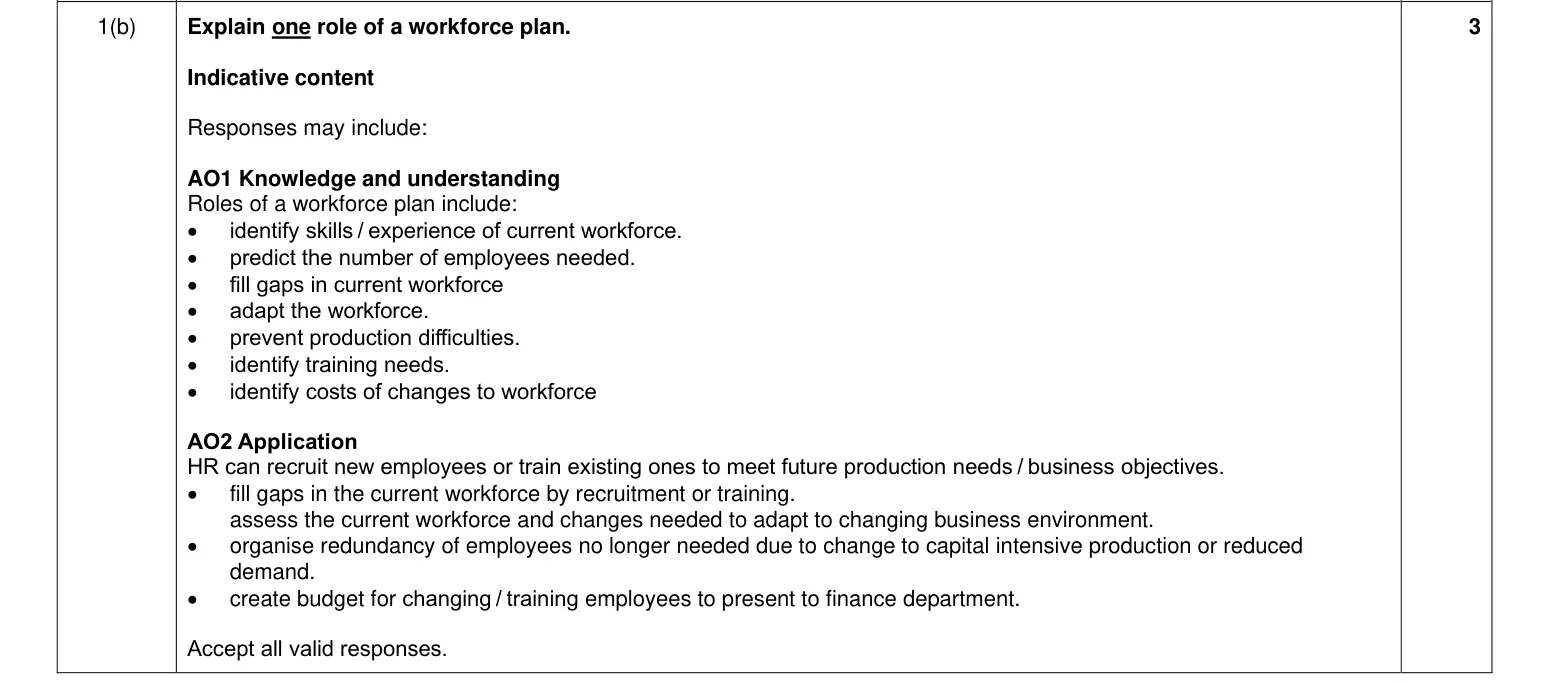 1(b) Explain one role of a workforce plan. 3
Indicative content
Responses may include:
AO1 Knowledge and understanding
Roles of a workforce plan include:
• identify skills / experience of current workforce.
• predict the number of employees needed.
• fill gaps in current workforce
• adapt the workforce.
• prevent production difficulties.
• identify training needs.
• identify costs of changes to workforce
AO2 Application
HR can recruit new employees or train existing ones to meet future production needs / business objectives.
• fill gaps in the current workforce by recruitment or training.
assess the current workforce and changes needed to adapt to changing business environment.
• organise redundancy of employees no longer needed due to change to capital intensive production or reduced
demand.
• create budget for changing / training employees to present to finance department.
Accept all valid responses.